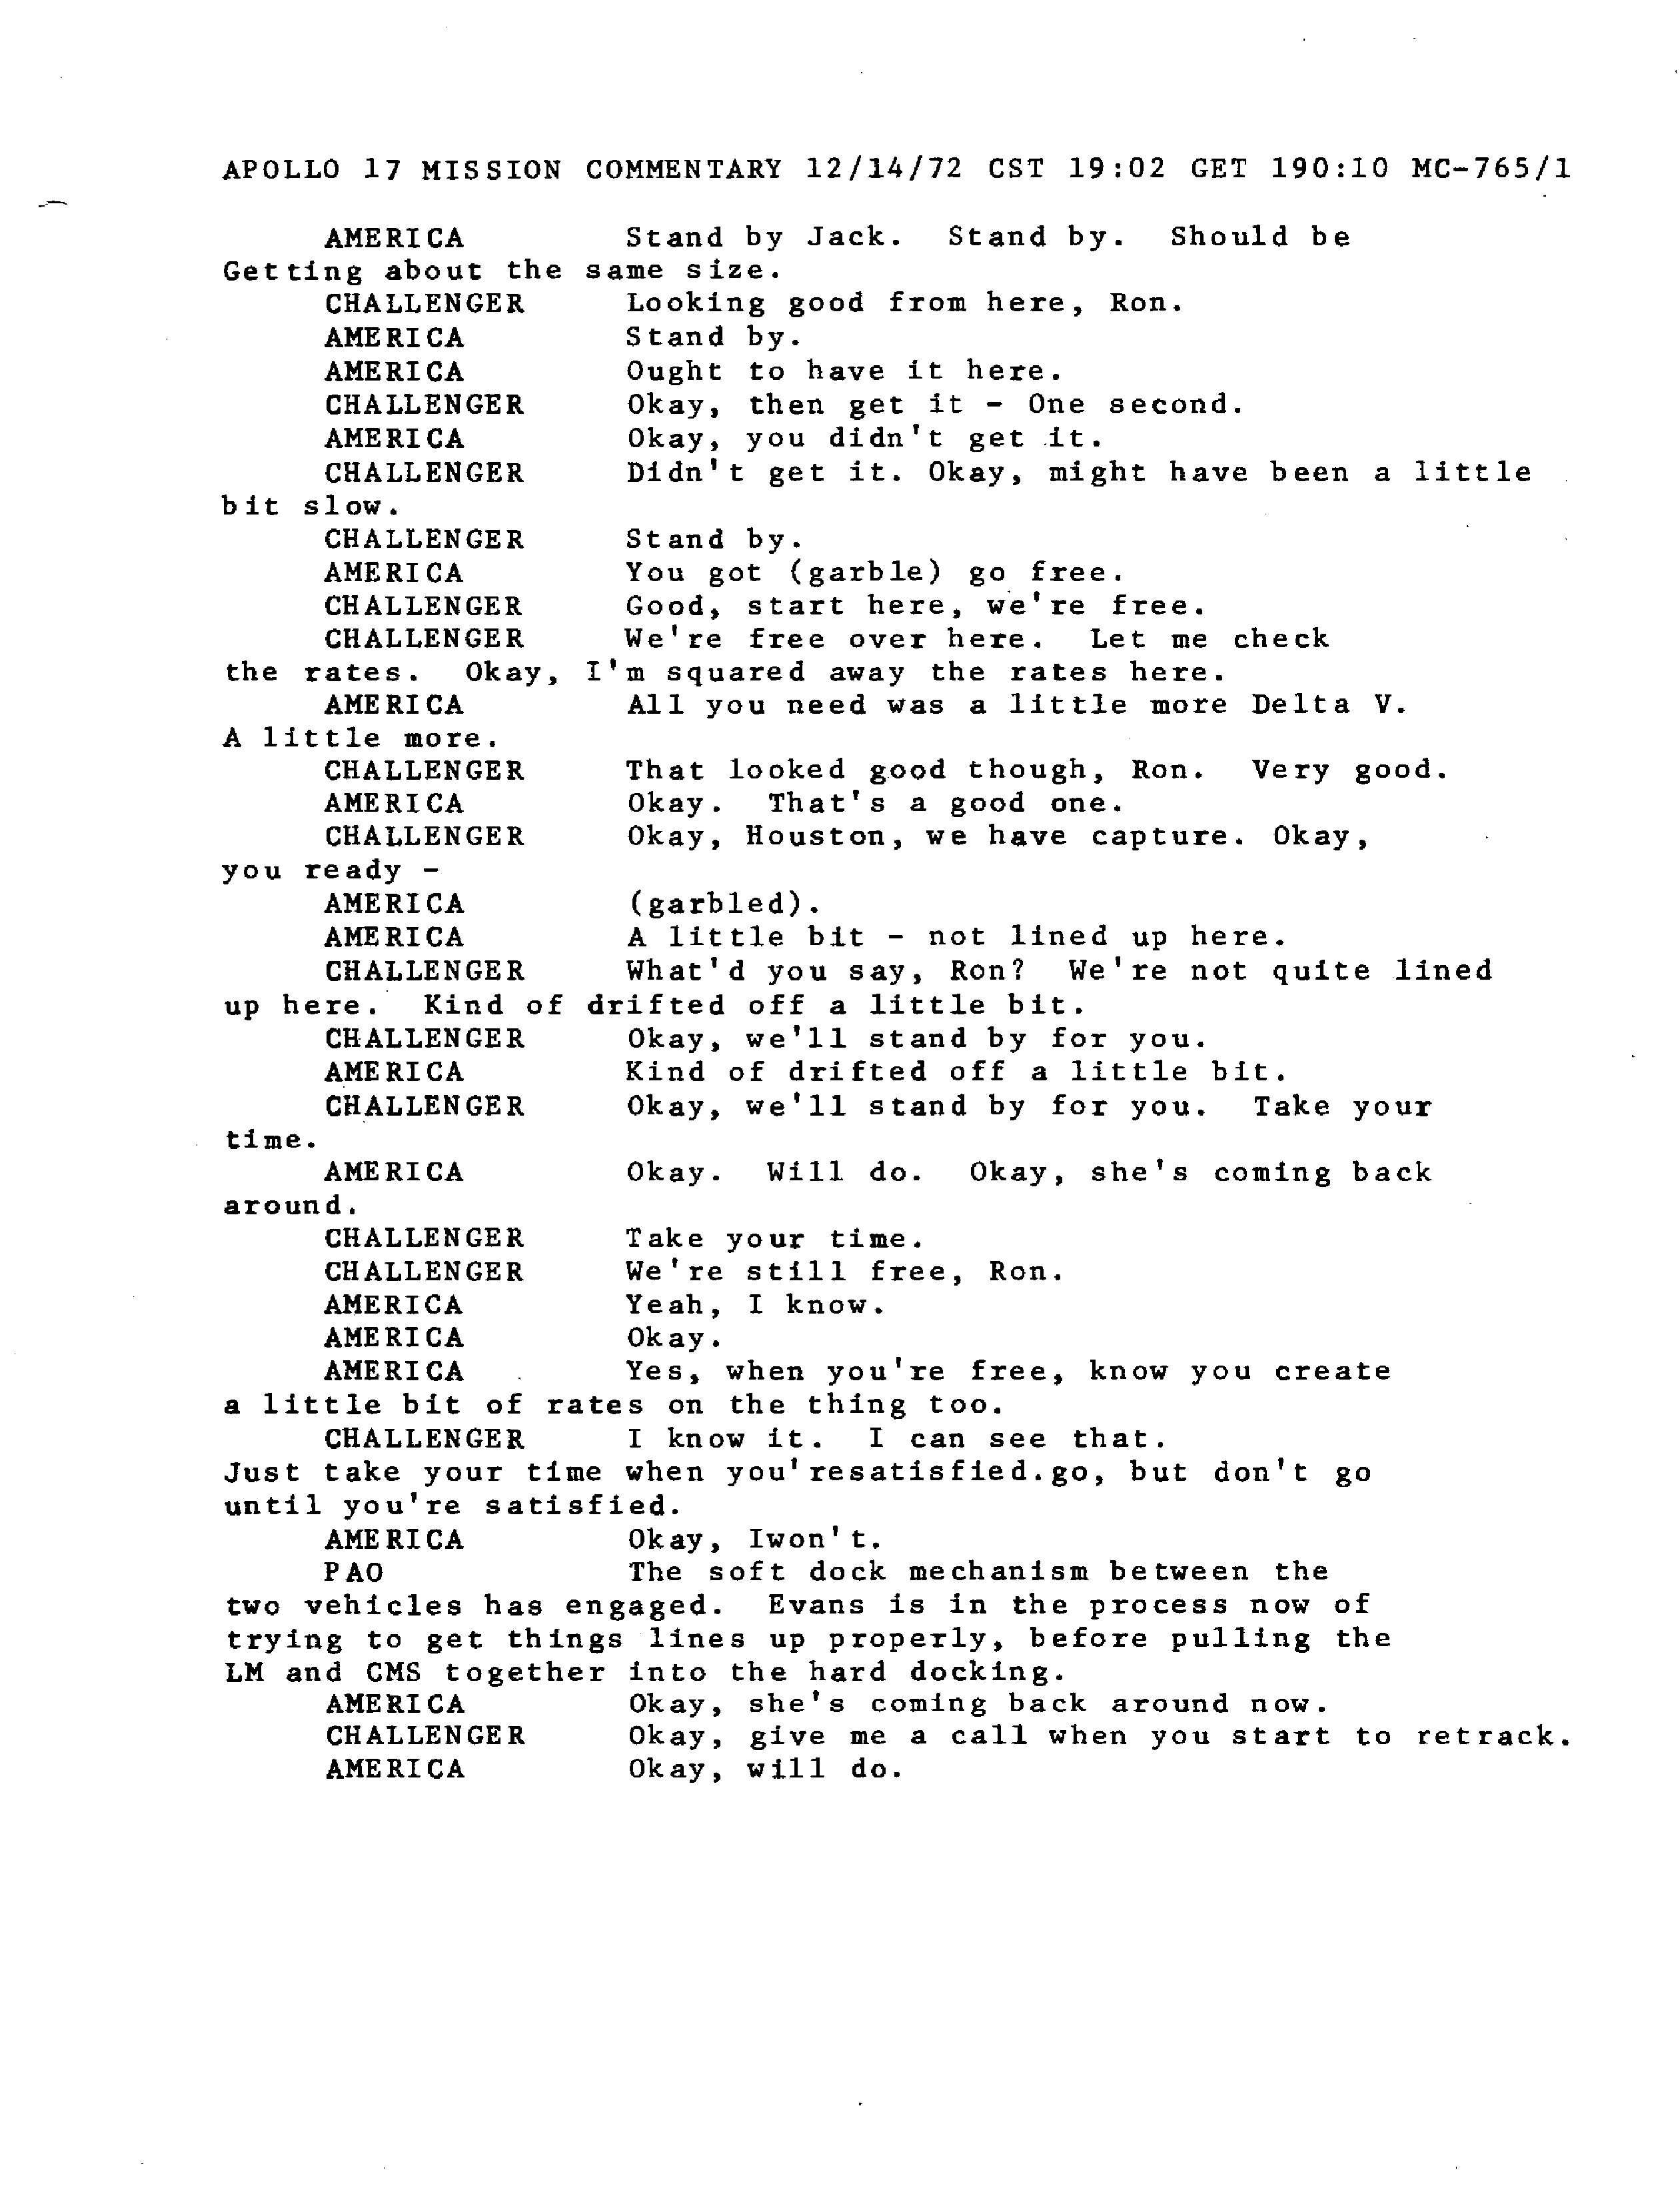 APOLLO 17 MISSION COMMENTARY 12/14/72 CST 19:02 GET 190:10 MC-765/1
AMERICA Stand by Jack. Stand by. Should be
Getting about the same size.
CHALLENGER Looking good from here, Ron.
AMERICA Stand by.
AMERICA Ought to have it here.
CHALLENGER Okay, then get it - One second.
AMERICA Okay, you didn't get it.
CHALLENGER Didn't get it. Okay, might have been a little
bit slow.
CHALLENGER Stand by.
AMERICA You got (garble) go free.
CHALLENGER Good, start here, we're free.
CHALLENGER We're free over here. Let me check
the rates. Okay, I'm squared away the rates here.
AMERICA All you need was a little more Delta V.
A little more.
CHALLENGER That looked good though, Ron. Very good.
AMERICA Okay. That's a good one.
CHALLENGER Okay, Houston, we have capture. Okay,
you ready -
AMERICA (garbled).
AMERICA A little bit - not lined up here.
CHALLENGER What'd you say, Ron? We're not quite lined
up here. Kind of drifted off a little bit.
CHALLENGER Okay, we'll stand by for you.
AMERICA Kind of drifted off a little bit.
CHALLENGER Okay, we'll stand by for you. Take your
time.
AMERICA Okay. Will do. Okay, she's coming back
around.
CHALLENGER Take your time.
CHALLENGER We're still free, Ron.
AMERICA Yeah, I know.
AMERICA Okay.
AMERICA Yes, when you're free, know you create
a little bit of rates on the thing too.
CHALLENGER I know it. I can see that.
Just take your time when you'resatisfied.go, but don't go
until you're satisfied.
AMERICA Okay, Iwon't.
PAO The soft dock mechanism between the
two vehicles has engaged. Evans is in the process now of
trying to get things lines up properly, before pulling the
LM and CMS together into the hard docking.
AMERICA Okay, she's coming back around now.
CHALLENGER Okay, give me a call when you start to retrack.
AMERICA Okay, will do.